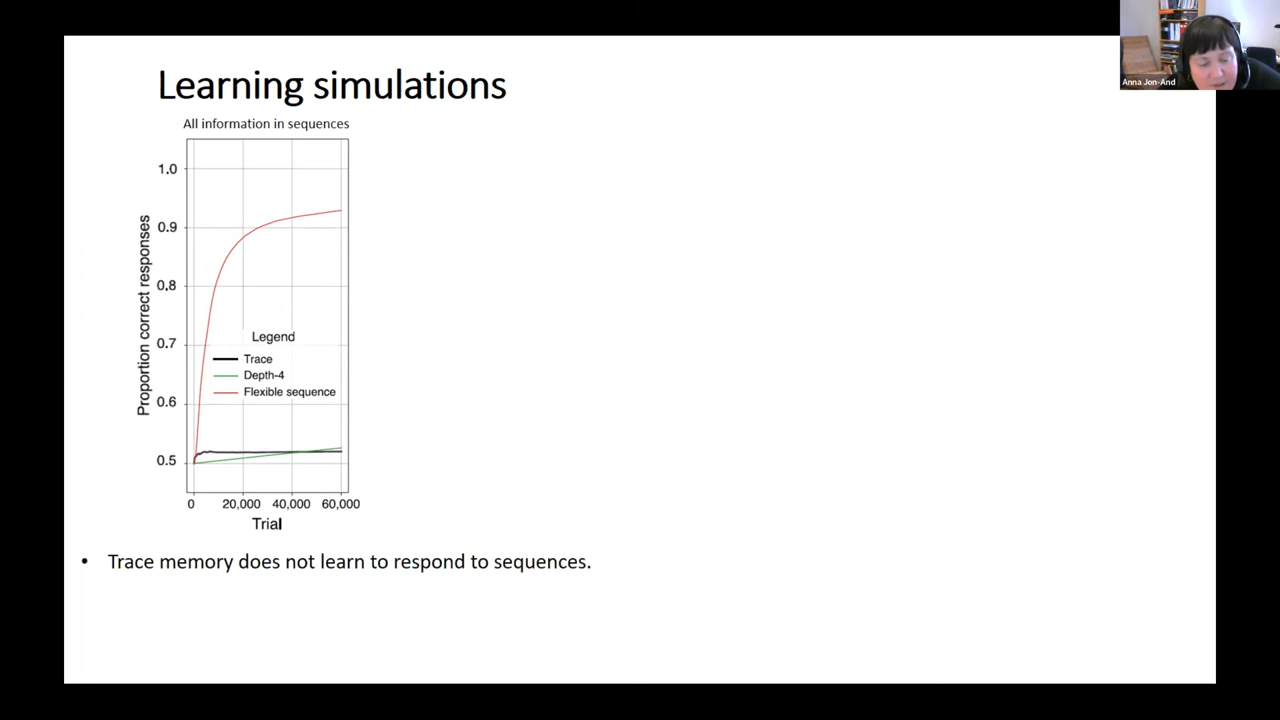 Learning simulations
All information in sequences
1.0
0.9
0.8
0.7
0.6
0.5
Proportion correct responses
Legend
Trace
Depth-4
Flexible sequence
0 20,000 40,000 60,000
Trial
• Trace memory does not learn to respond to sequences.
Anna Jon-And